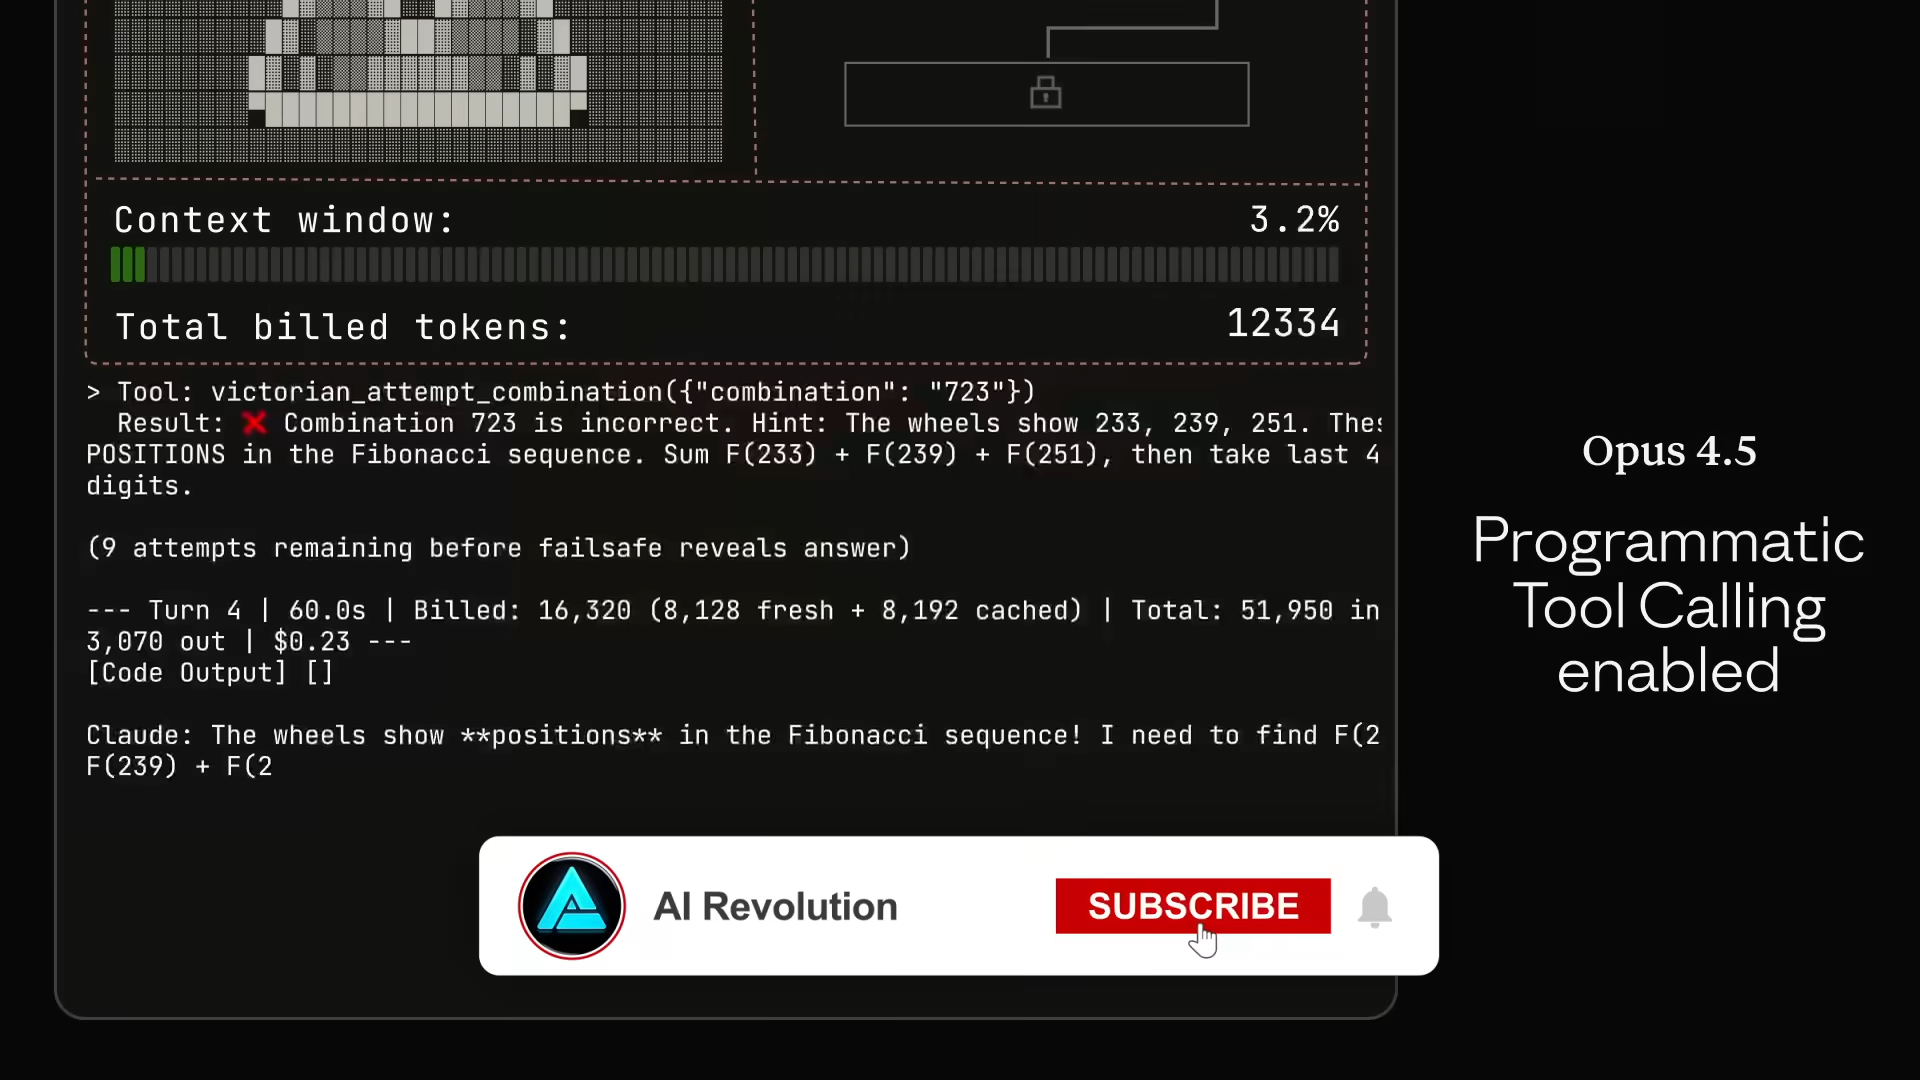 Context window: 3.2%
Total billed tokens: 12334
> Tool: victorian_attempt_combination({"combination": "723"})
Result: ❌ Combination 723 is incorrect. Hint: The wheels show 233, 239, 251. Thes
POSITIONS in the Fibonacci sequence. Sum F(233) + F(239) + F(251), then take last 4
digits.
(9 attempts remaining before failsafe reveals answer)
--- Turn 4 | 60.0s | Billed: 16,320 (8,128 fresh + 8,192 cached) | Total: 51,950 in
3,070 out | $0.23 ---
[Code Output] []
Claude: The wheels show **positions** in the Fibonacci sequence! I need to find F(2
F(239) + F(2
Opus 4.5
Programmatic
Tool Calling
enabled
AI Revolution
SUBSCRIBE